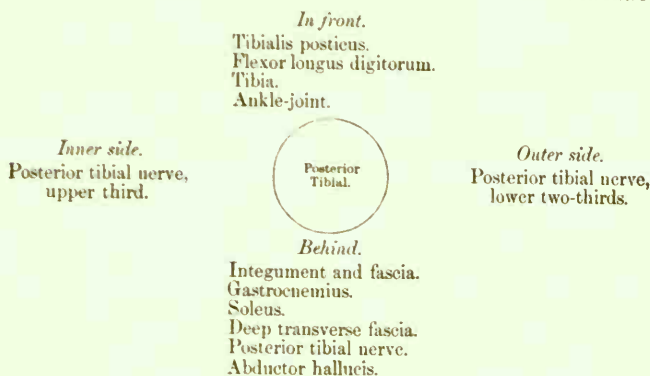 In front.
Tibialis posticus.
Flexor longus digitorum.
Tibia.
Ankle-joint.
Inner side.
Posterior tibial nerve,
upper third.
Posterior
Tibial.
Outer side.
Posterior tibial nerve,
lower two-thirds.
Behind.
Integument and fascia.
Gastrocnemius.
Soleus.
Deep transverse fascia.
Posterior tibial nerve.
Abductor hallucis.